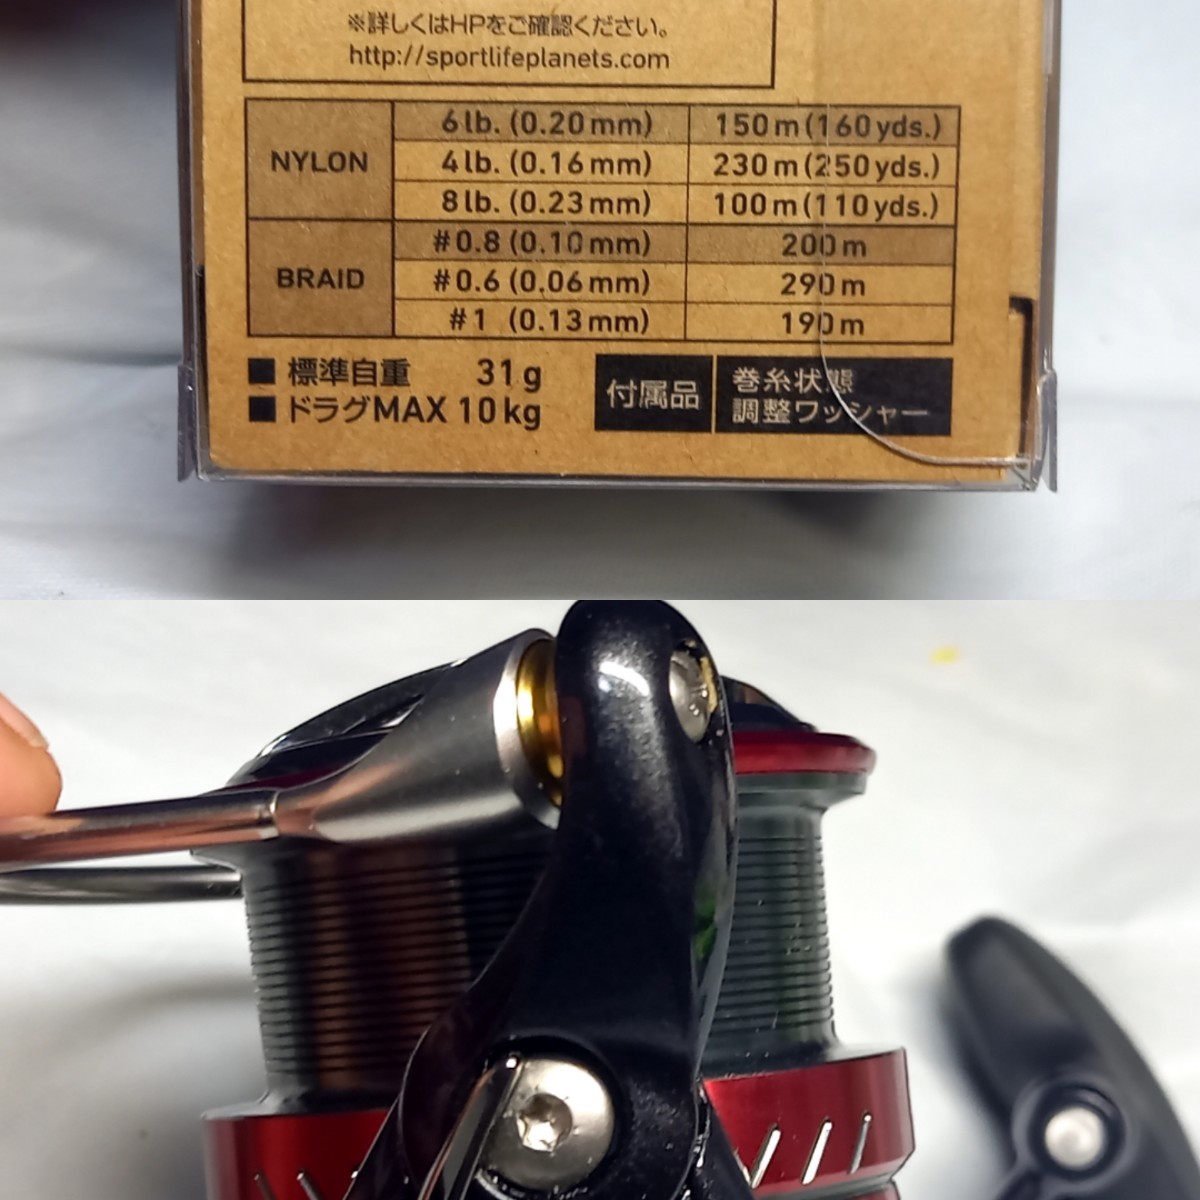 ※詳しくはHPをご確認ください。
http://sportlifeplanets.com
NYLON
6lb. (0.20mm) 150m(160yds.)
4lb. (0.16mm) 230m(250yds.)
8lb. (0.23mm) 100m(110yds.)
BRAID
#0.8 (0.10mm) 200m
#0.6 (0.06mm) 290m
#1 (0.13mm) 190m
■ 標準自重 31g
■ ドラグMAX 10kg
付属品
巻糸状態
調整ワッシャー